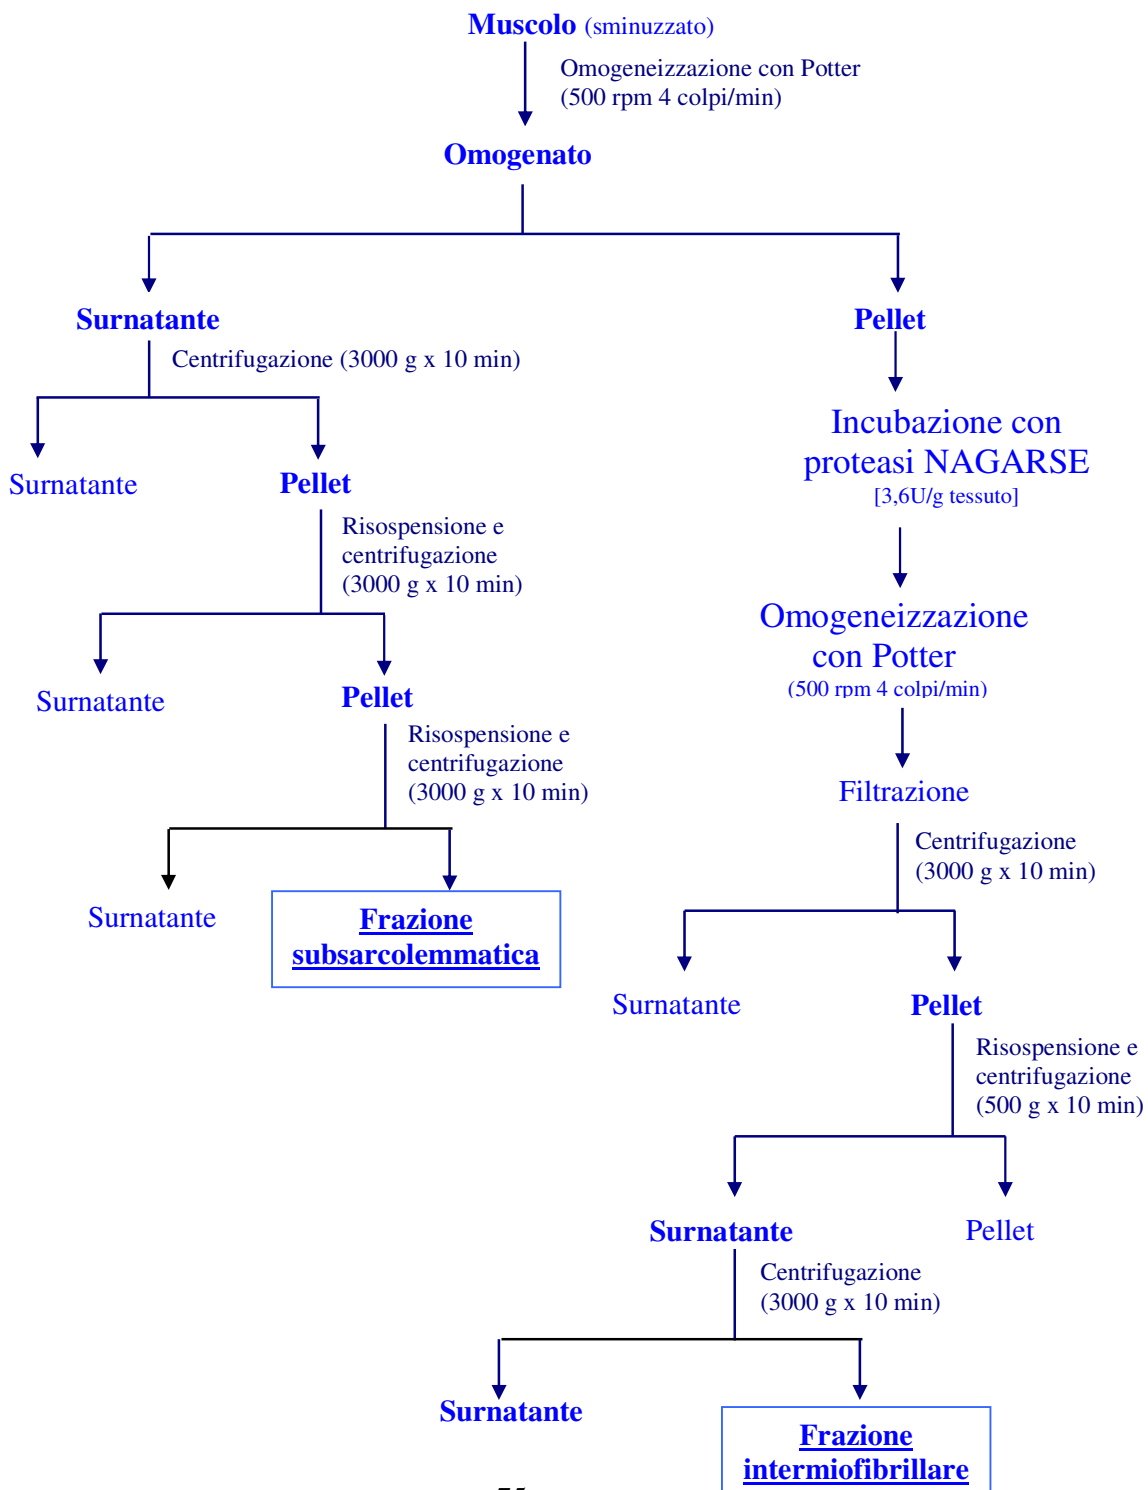 Muscolo (sminuzzato)
Omogeneizzazione con Potter
(500 rpm 4 colpi/min)
Omogenato
Surnatante
Centrifugazione (3000 g x 10 min)
Surnatante
Pellet
Risospensione e
centrifugazione
(3000 g x 10 min)
Surnatante
Pellet
Risospensione e
centrifugazione
(3000 g x 10 min)
Surnatante
Frazione
subsarcolemmatica
Pellet
Incubazione con
proteasi NAGARSE
[3,6U/g tessuto]
Omogeneizzazione
con Potter
(500 rpm 4 colpi/min)
Filtrazione
Centrifugazione
(3000 g x 10 min)
Surnatante
Pellet
Risospensione e
centrifugazione
(500 g x 10 min)
Surnatante
Pellet
Centrifugazione
(3000 g x 10 min)
Surnatante
Frazione
intermiofibrillare